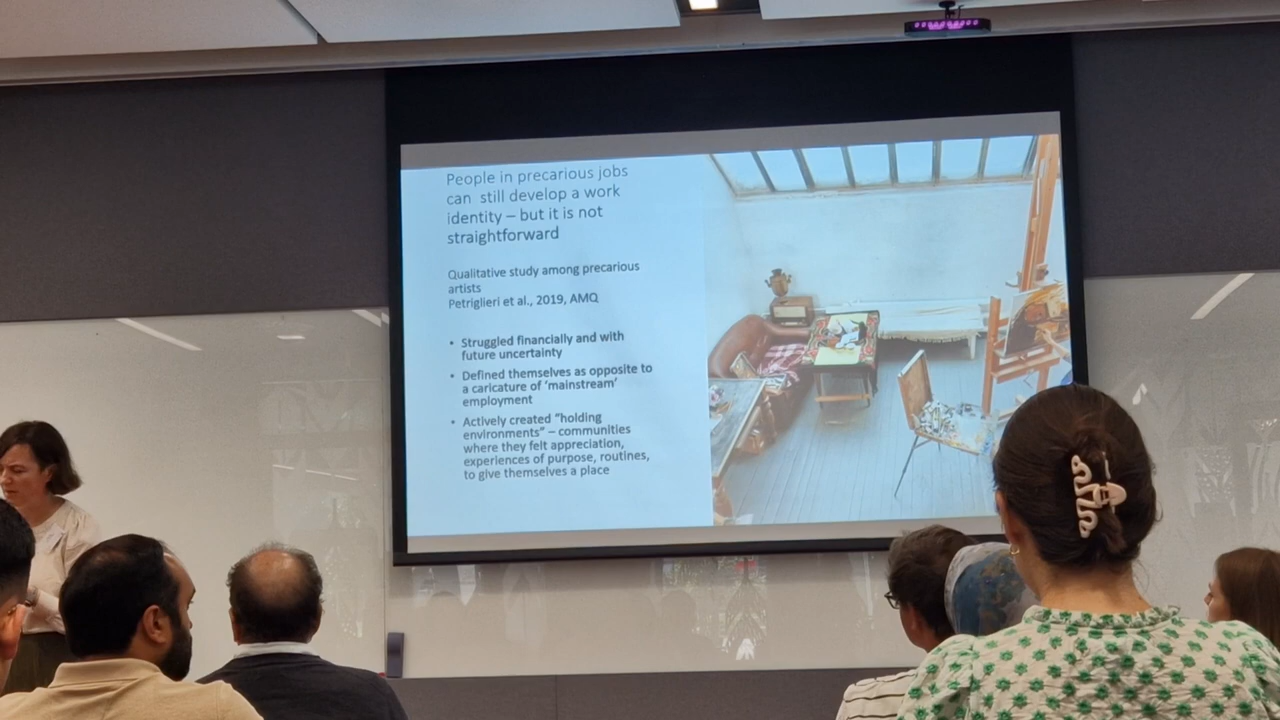 People in precarious jobs
can still develop a work
identity – but it is not
straightforward
Qualitative study among precarious
artists
Petriglieri et al., 2019, AMQ
• Struggled financially and with
future uncertainty
• Defined themselves as opposite to
a caricature of ‘mainstream’
employment
• Actively created “holding
environments” – communities
where they felt appreciation,
experiences of purpose, routines,
to give themselves a place